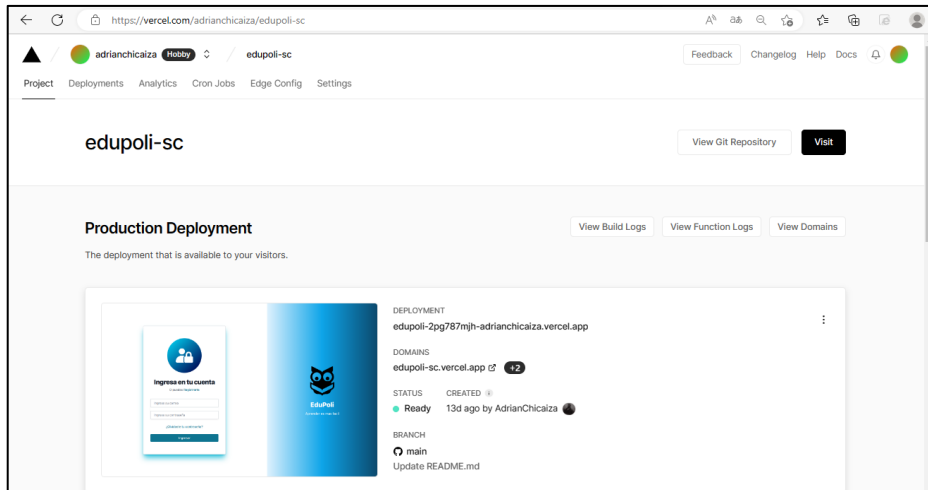 https://vercel.com/adrianchicaiza/edupoli-sc
adrianchicaiza Hobby / edupoli-sc
Feedback Changelog Help Docs
Project Deployments Analytics Cron Jobs Edge Config Settings
edupoli-sc
View Git Repository Visit
Production Deployment
View Build Logs View Function Logs View Domains
The deployment that is available to your visitors.
DEPLOYMENT
edupoli-2pg787mjh-adrianchicaiza.vercel.app
DOMAINS
edupoli-sc.vercel.app +2
STATUS CREATED
Ready 13d ago by AdrianChicaiza
BRANCH
main
Update README.md
Ingresa en tu cuenta
EduPoli